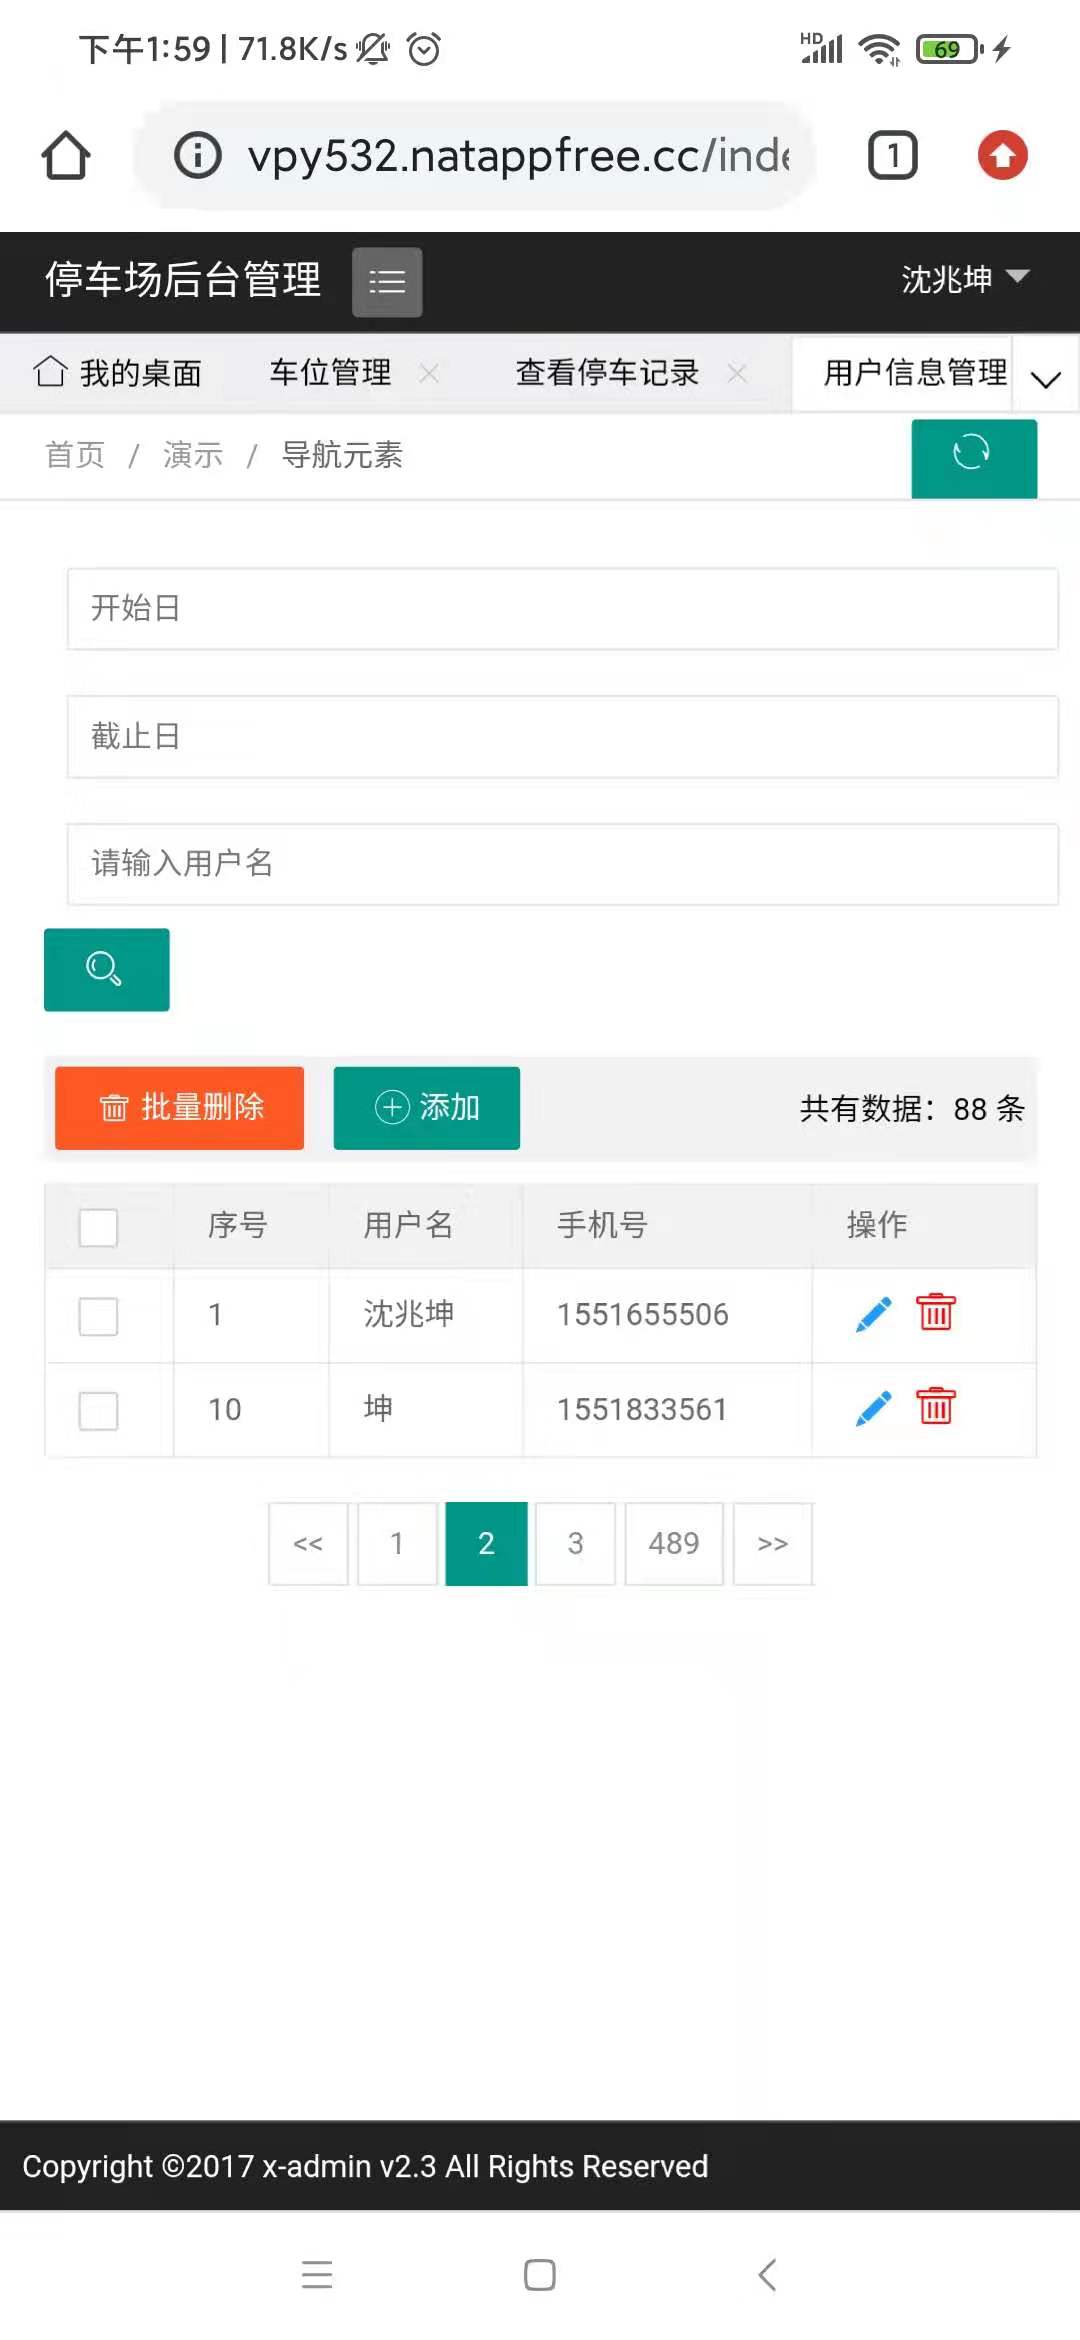 下午1:59 | 71.8K/s HD 69
vpy532.natappfree.cc/inde 1
停车场后台管理 沈兆坤
我的桌面 车位管理 查看停车记录 用户信息管理
首页 / 演示 / 导航元素
开始日
截止日
请输入用户名
批量删除 添加 共有数据：88 条
序号 用户名 手机号 操作
1 沈兆坤 1551655506
10 坤 1551833561
<< 1 2 3 489 >>
Copyright ©2017 x-admin v2.3 All Rights Reserved